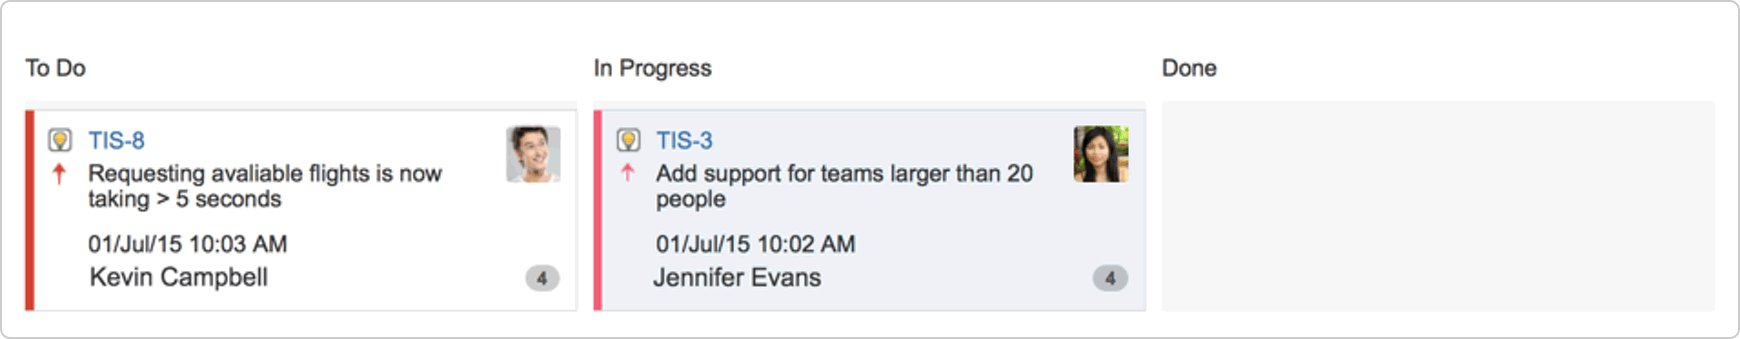 To Do
In Progress
Done
TIS-8
Requesting avaliable flights is now
taking > 5 seconds
01/Jul/15 10:03 AM
Kevin Campbell
4
TIS-3
Add support for teams larger than 20
people
01/Jul/15 10:02 AM
Jennifer Evans
4